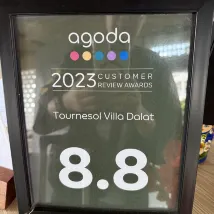 agoda
2023 CUSTOMER
REVIEW AWARDS
Tournesol Villa Dalat
8.8